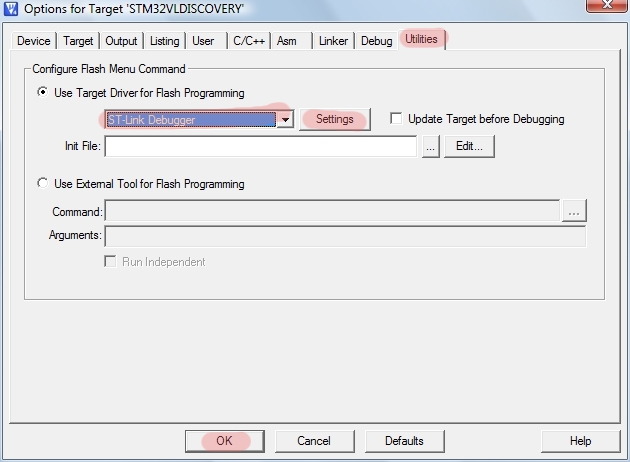 Options for Target 'STM32VLDISCOVERY'
Device Target Output Listing User C/C++ Asm Linker Debug Utilities
Configure Flash Menu Command
Use Target Driver for Flash Programming
ST-Link Debugger Settings Update Target before Debugging
Init File: ... Edit...
Use External Tool for Flash Programming
Command: ...
Arguments:
Run Independent
OK Cancel Defaults Help